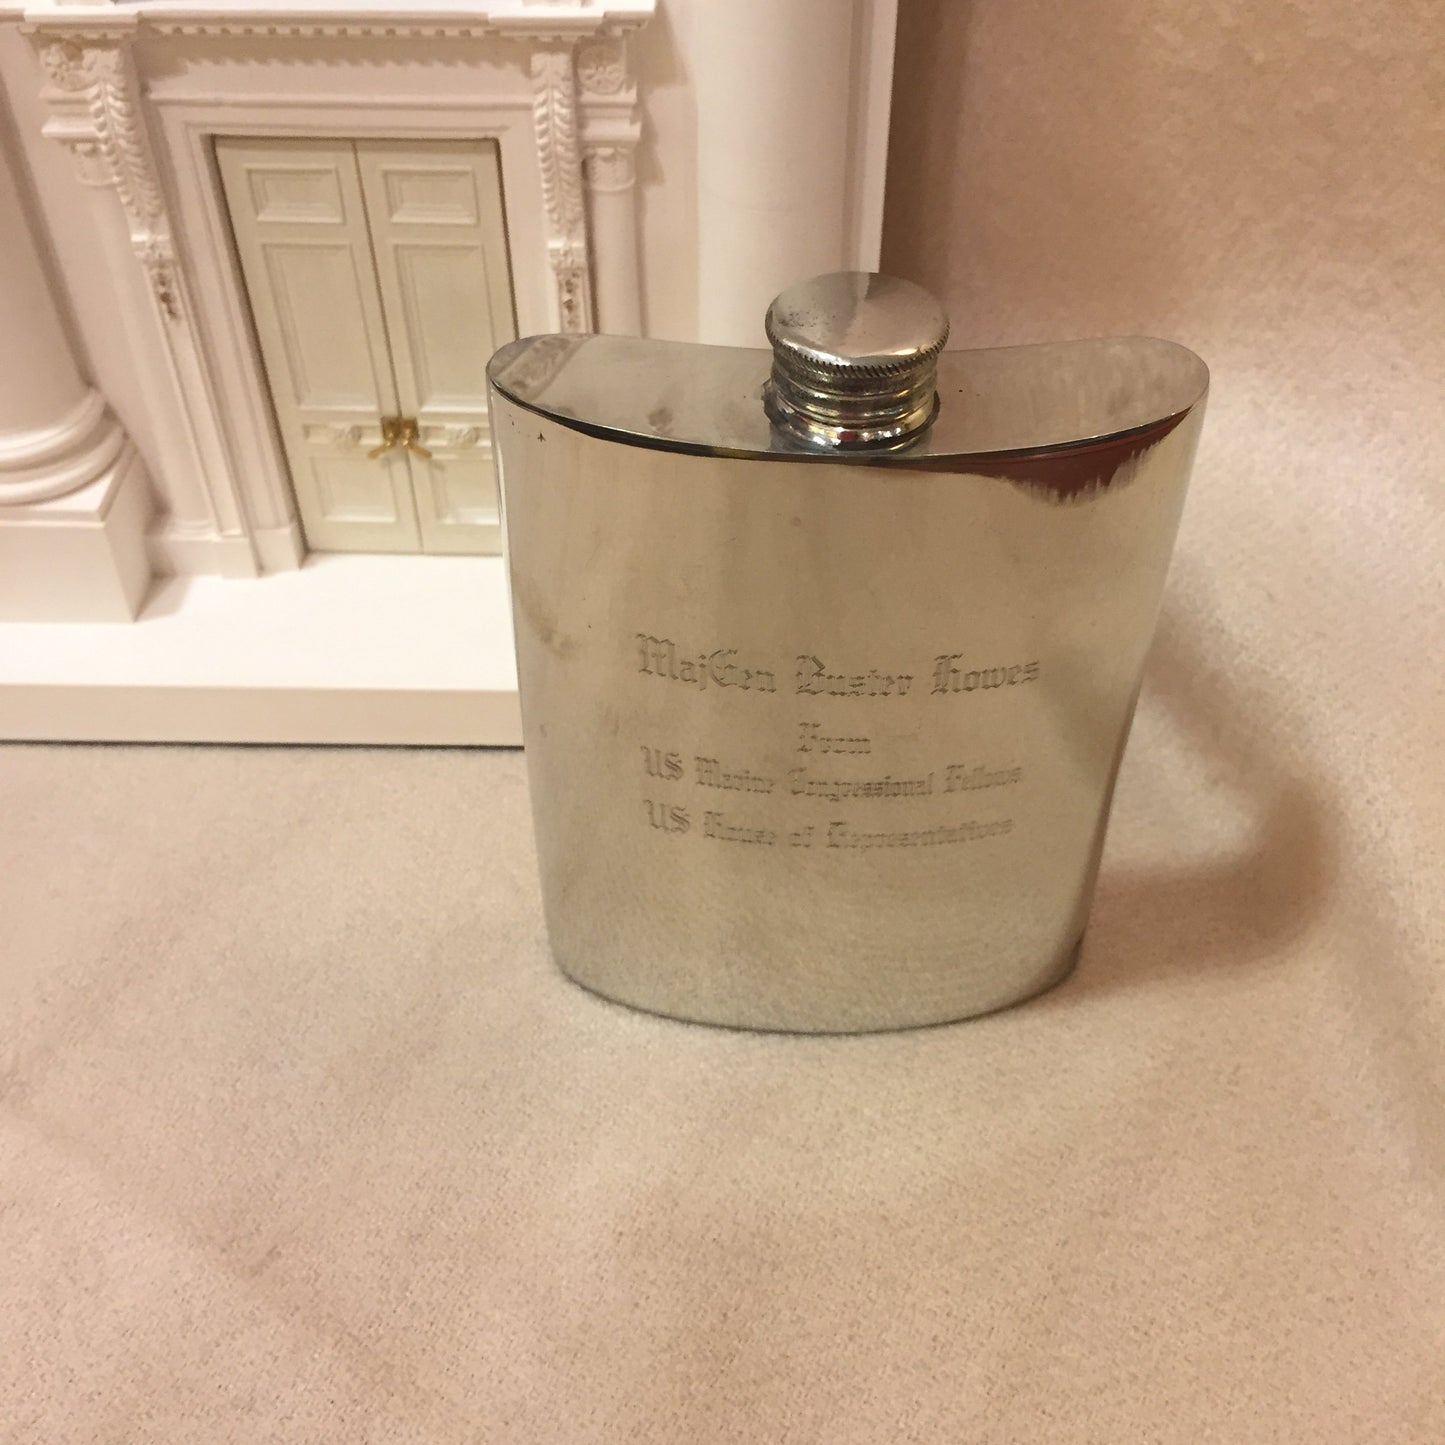 MajGen Buster Howes
From
US Marine Congressional Fellows
US House of Representatives